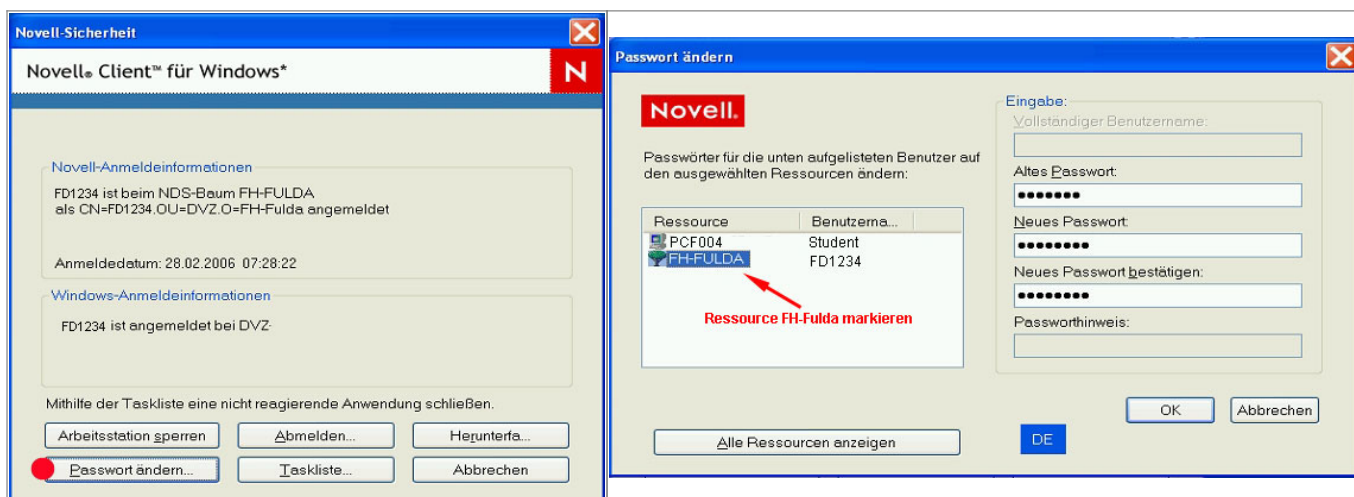 Novell-Sicherheit
Novell® Client™ für Windows*
N
Novell-Anmeldeinformationen
FD1234 ist beim NDS-Baum FH-FULDA
als CN=FD1234.OU=DVZ.O=FH-Fulda angemeldet
Anmeldedatum: 28.02.2006 07:28:22
Windows-Anmeldeinformationen
FD1234 ist angemeldet bei DVZ
Mithilfe der Taskliste eine nicht reagierende Anwendung schließen.
Arbeitsstation sperren
Abmelden...
Herunterfa...
Passwort ändern...
Taskliste...
Abbrechen
Passwort ändern
Novell.
Passwörter für die unten aufgelisteten Benutzer auf
den ausgewählten Ressourcen ändern:
Ressource Benutzerna...
PCF004 Student
FH-FULDA FD1234
Ressource FH-Fulda markieren
Alle Ressourcen anzeigen
Eingabe:
Vollständiger Benutzername:
Altes Passwort:
●●●●●●●
Neues Passwort:
●●●●●●●●
Neues Passwort bestätigen:
●●●●●●●●
Passworthinweis:
OK
Abbrechen
DE